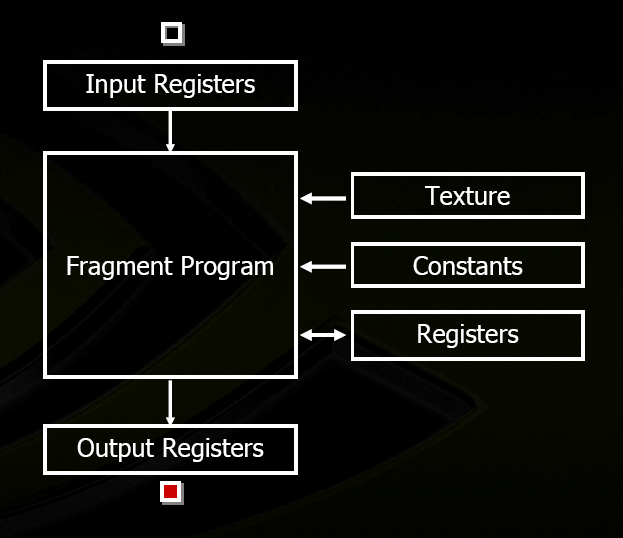 Input Registers
Fragment Program
Texture
Constants
Registers
Output Registers